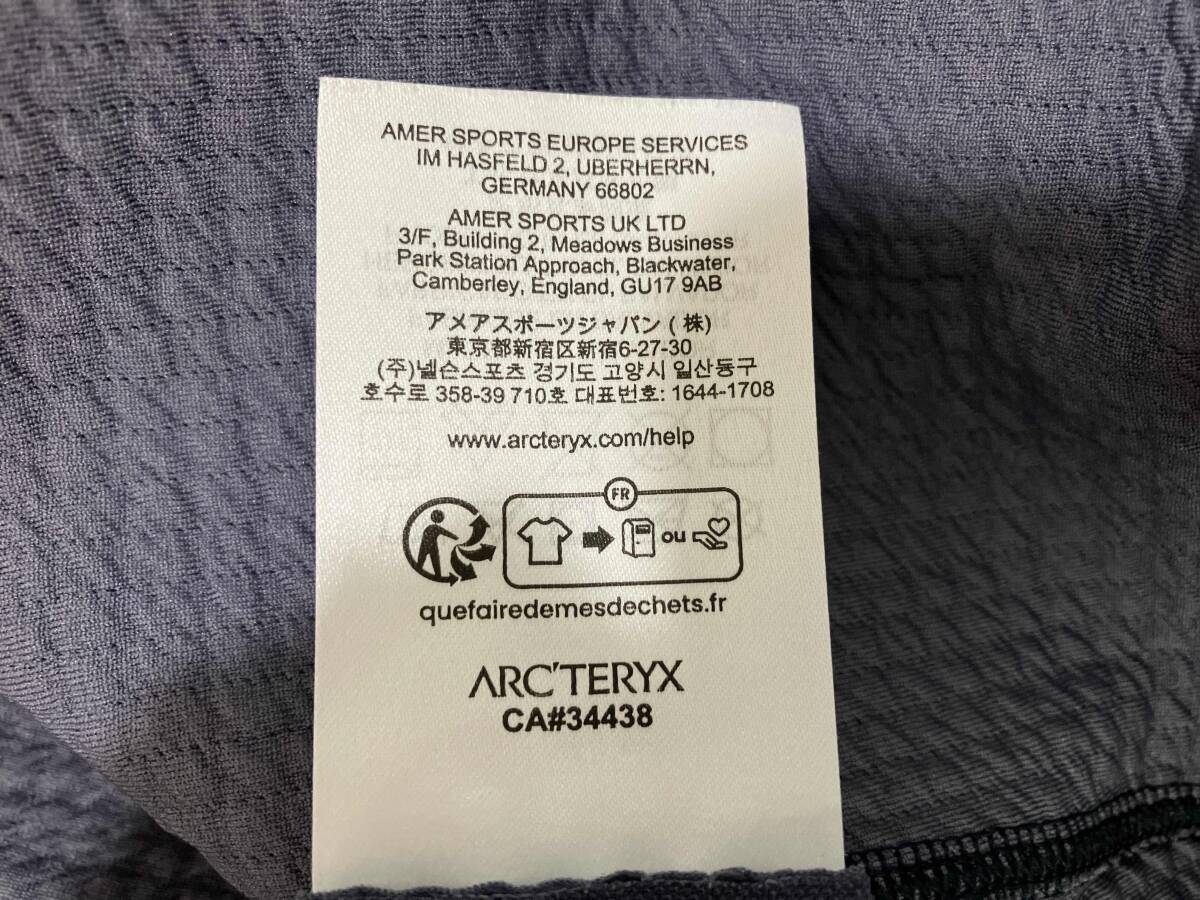 AMER SPORTS EUROPE SERVICES
IM HASFELD 2, UBERHERRN,
GERMANY 66802
AMER SPORTS UK LTD
3/F, Building 2, Meadows Business
Park Station Approach, Blackwater,
Camberley, England, GU17 9AB
アメアスポーツジャパン (株)
東京都新宿区新宿6-27-30
(주)넬슨스포츠 경기도 고양시 일산동구
호수로 358-39 710호 대표번호: 1644-1708
www.arcteryx.com/help
FR
ou
quefairedemesdechets.fr
ARC'TERYX
CA#34438